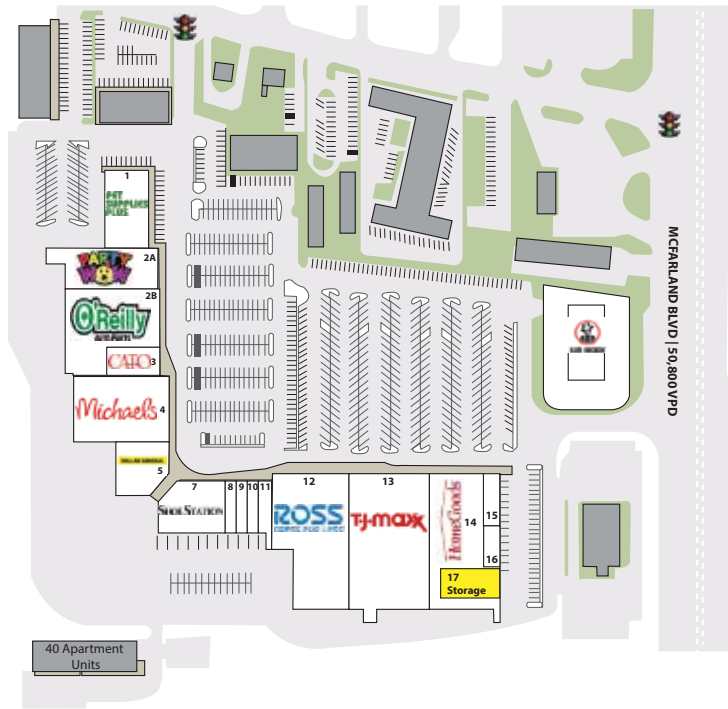 1
PET
SUPPLIES
PLUS
2A
PARTY
WOW
2B
O'Reilly
AUTO PARTS
CATO 3
Michaels 4
DOLLAR GENERAL
5
7
8 9 10 11
SHOE STATION
12
ROSS
DRESS FOR LESS
13
T.J.maxx
HomeGoods
14
15
16
17
Storage
40 Apartment
Units
MCFARLAND BLVD | 50,800 VPD